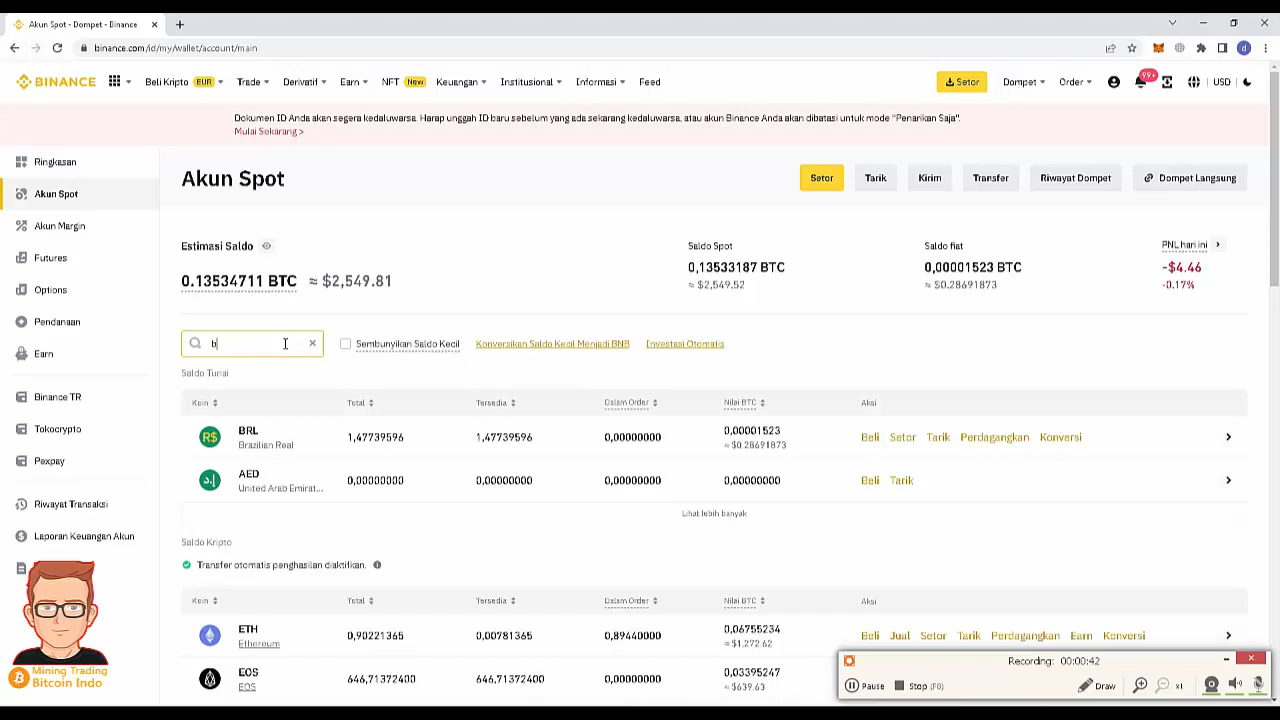 Akun Spot - Dompet - Binance
binance.com/id/my/wallet/account/main
BINANCE Beli Kripto EUR Trade Derivatif Earn NFT New Keuangan Institusional Informasi Feed Setor Dompet Order 99+ USD
Dokumen ID Anda akan segera kedaluwarsa. Harap unggah ID baru sebelum yang ada sekarang kedaluwarsa, atau akun Binance Anda akan dibatasi untuk mode "Penarikan Saja".
Mulai Sekarang >
Ringkasan
Akun Spot
Akun Margin
Futures
Options
Pendanaan
Earn
Binance TR
Tokocrypto
Pexpay
Riwayat Transaksi
Laporan Keuangan Akun
Akun Spot Setor Tarik Kirim Transfer Riwayat Dompet Dompet Langsung
Estimasi Saldo Saldo Spot Saldo fiat PNL hari ini
0.13534711 BTC ≈ $2,549.81 0,13533187 BTC 0,00001523 BTC -$4.46
≈ $2,549.52 ≈ $0.28691873 -0.17%
b Sembunyikan Saldo Kecil Konversikan Saldo Kecil Menjadi BNB Investasi Otomatis
Saldo Tunai
Koin Total Tersedia Dalam Order Nilai BTC Aksi
BRL 1,47739596 1,47739596 0,00000000 0,00001523 Beli Setor Tarik Perdagangkan Konversi
Brazilian Real ≈ $0.28691873
AED 0,00000000 0,00000000 0,00000000 0,00000000 Beli Tarik
United Arab Emirat...
Lihat lebih banyak
Saldo Kripto
Transfer otomatis penghasilan diaktifkan.
Koin Total Tersedia Dalam Order Nilai BTC Aksi
ETH 0,90221365 0,00781365 0,89440000 0,06755234 Beli Jual Setor Tarik Perdagangkan Earn Konversi
Ethereum ≈ $1,272.62
EOS 646,71372400 646,71372400 0,00000000 0,03395247
EOS ≈ $639.63
Mining Trading
Bitcoin Indo
Recording: 00:00:42
Pause Stop (F8) Draw x1